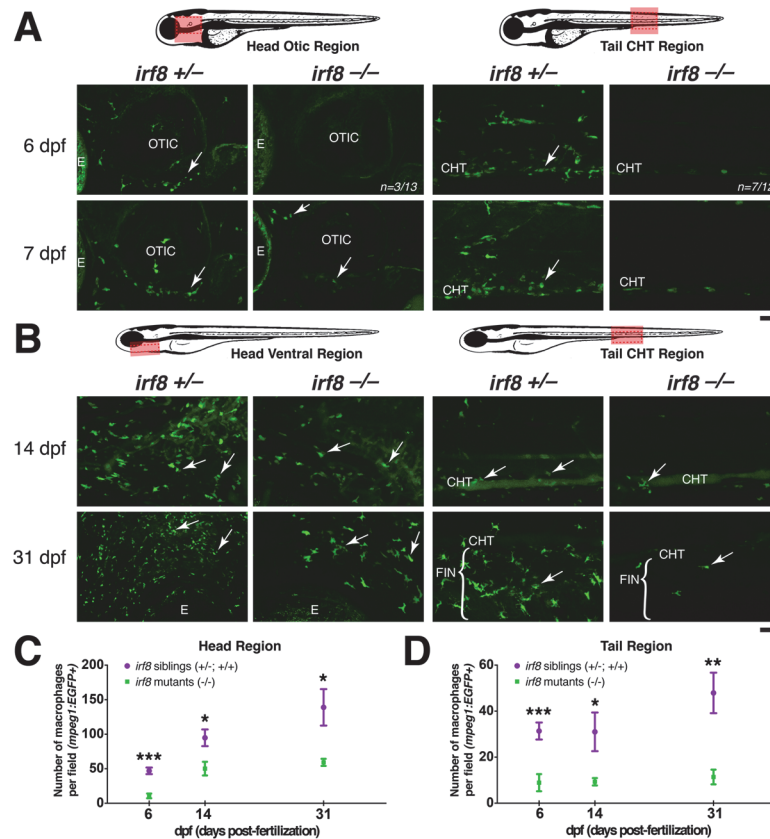 A
Head Otic Region
Tail CHT Region
irf8 +/–
irf8 –/–
irf8 +/–
irf8 –/–
6 dpf
E
OTIC
E
OTIC
n=3/13
CHT
CHT
7 dpf
E
OTIC
E
OTIC
CHT
CHT
B
Head Ventral Region
Tail CHT Region
irf8 +/–
irf8 –/–
irf8 +/–
irf8 –/–
14 dpf
CHT
CHT
31 dpf
E
E
CHT
FIN
CHT
FIN
C
Head Region
Number of macrophages
per field (mpeg1:EGFP+)
200
150
100
50
0
irf8 siblings (+/-; +/+)
irf8 mutants (-/-)
***
*
*
6
14
31
dpf (days post-fertilization)
D
Tail Region
Number of macrophages
per field (mpeg1:EGFP+)
60
40
20
0
irf8 siblings (+/-; +/+)
irf8 mutants (-/-)
***
*
**
6
14
31
dpf (days post-fertilization)